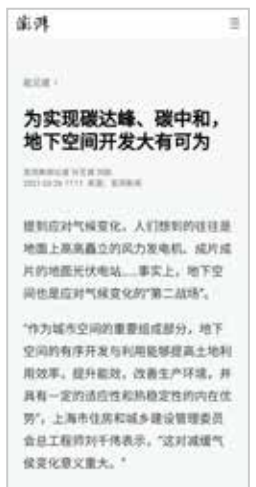 澎湃
为实现碳达峰、碳中和，
地下空间开发大有可为
提到应对气候变化，人们想到的往往是
地面上高高矗立的风力发电机、成片成
片的地面光伏电站……事实上，地下空
间也是应对气候变化的“第二战场”。
“作为城市空间的重要组成部分，地下
空间的有序开发与利用能够提高土地利
用效率，提升能效，改善生产环境，并
具有一定的适应性和热稳定性的内在优
势”，上海市住房和城乡建设管理委员
会总工程师刘千伟表示，“这对减缓气
候变化意义重大。”